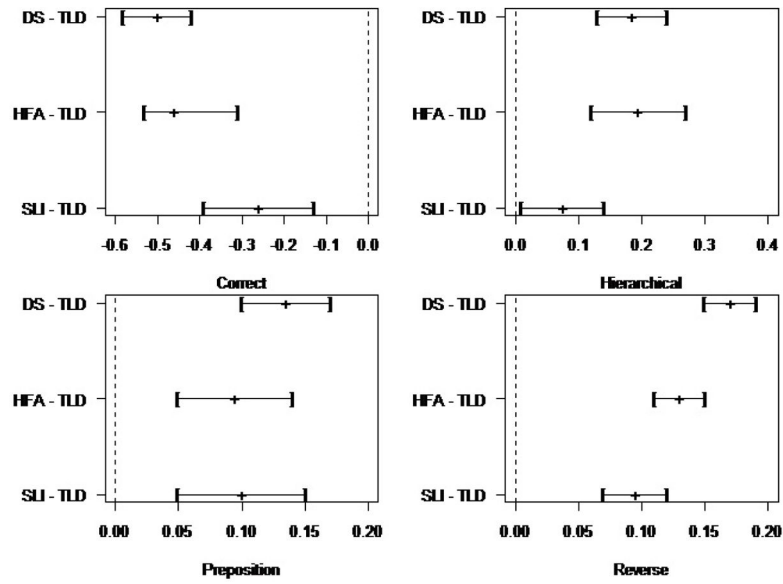 DS - TLD
HFA - TLD
SLI - TLD
-0.6 -0.5 -0.4 -0.3 -0.2 -0.1 0.0
Correct
DS - TLD
HFA - TLD
SLI - TLD
0.0 0.1 0.2 0.3 0.4
Hierarchical
DS - TLD
HFA - TLD
SLI - TLD
0.00 0.05 0.10 0.15 0.20
Preposition
DS - TLD
HFA - TLD
SLI - TLD
0.00 0.05 0.10 0.15 0.20
Reverse